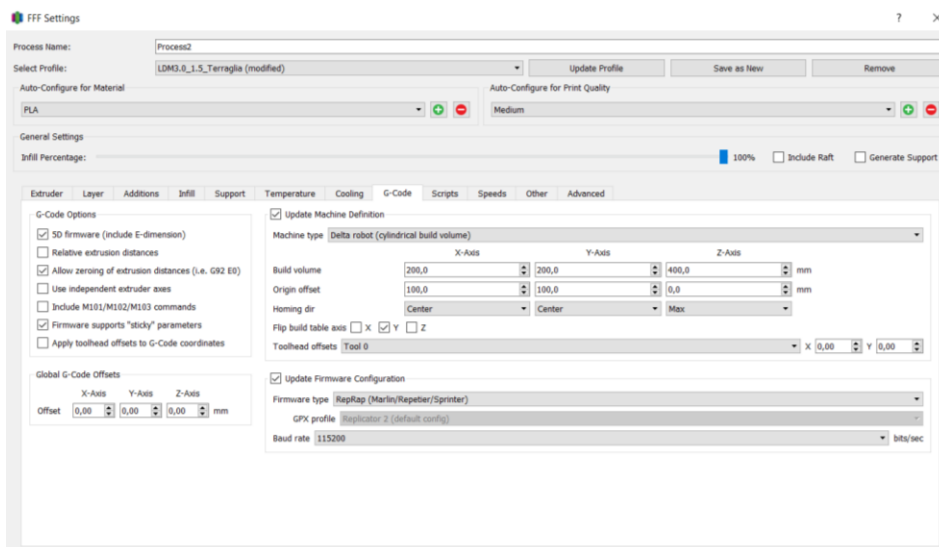 FFF Settings ? ×
Process Name: Process2
Select Profile: LDM3.0_1.5_Terraglia (modified) Update Profile Save as New Remove
Auto-Configure for Material Auto-Configure for Print Quality
PLA Medium
General Settings
Infill Percentage: 100% Include Raft Generate Support
Extruder Layer Additions Infill Support Temperature Cooling G-Code Scripts Speeds Other Advanced
G-Code Options
5D firmware (include E-dimension)
Relative extrusion distances
Allow zeroing of extrusion distances (i.e. G92 E0)
Use independent extruder axes
Include M101/M102/M103 commands
Firmware supports "sticky" parameters
Apply toolhead offsets to G-Code coordinates
Global G-Code Offsets
X-Axis Y-Axis Z-Axis
Offset 0,00 0,00 0,00 mm
Update Machine Definition
Machine type Delta robot (cylindrical build volume)
X-Axis Y-Axis Z-Axis
Build volume 200,0 200,0 400,0 mm
Origin offset 100,0 100,0 0,0 mm
Homing dir Center Center Max
Flip build table axis X Y Z
Toolhead offsets Tool 0 X 0,00 Y 0,00
Update Firmware Configuration
Firmware type RepRap (Marlin/Repetier/Sprinter)
GPX profile Replicator 2 (default config)
Baud rate 115200 bits/sec